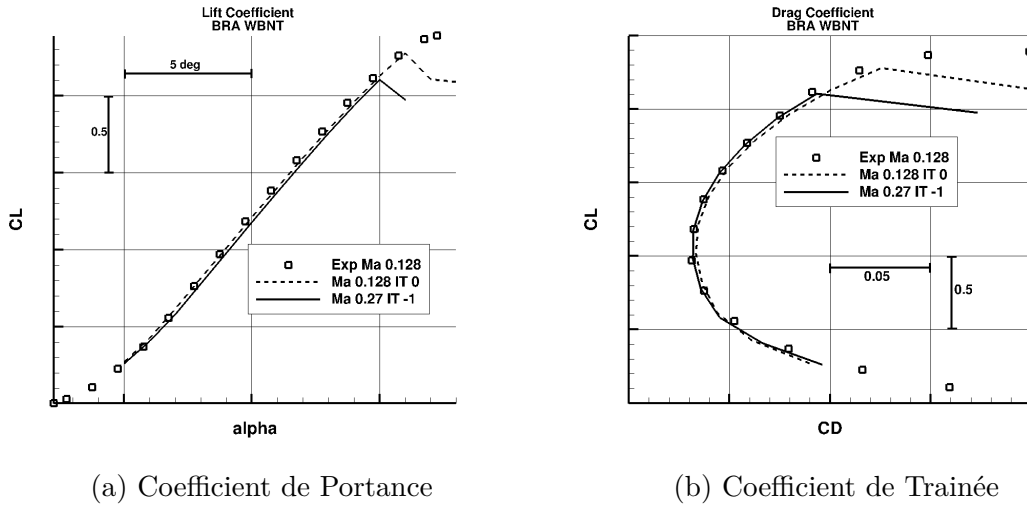 Lift Coefficient
BRA WBNT
5 deg
0.5
CL
Exp Ma 0.128
Ma 0.128 IT 0
Ma 0.27 IT -1
alpha
(a) Coefficient de Portance
Drag Coefficient
BRA WBNT
Exp Ma 0.128
Ma 0.128 IT 0
Ma 0.27 IT -1
CL
0.05
0.5
CD
(b) Coefficient de Trainée